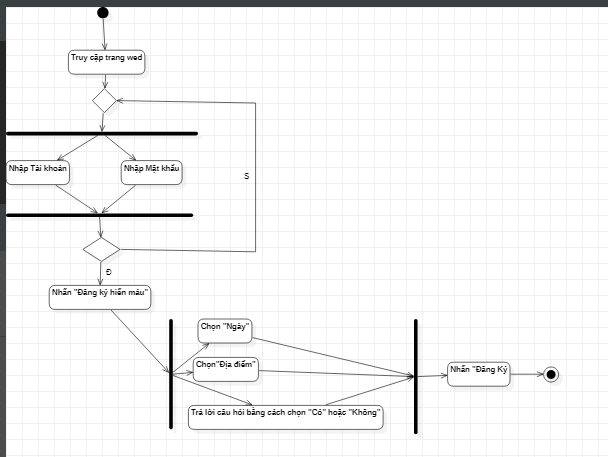 Truy cập trang wed
Nhập Tài khoản
Nhập Mật khẩu
S
Đ
Nhấn "Đăng ký hiến máu"
Chọn "Ngày"
Chọn"Địa điểm"
Nhấn "Đăng Ký
Trả lời câu hỏi bằng cách chọn "Có" hoặc "Không"